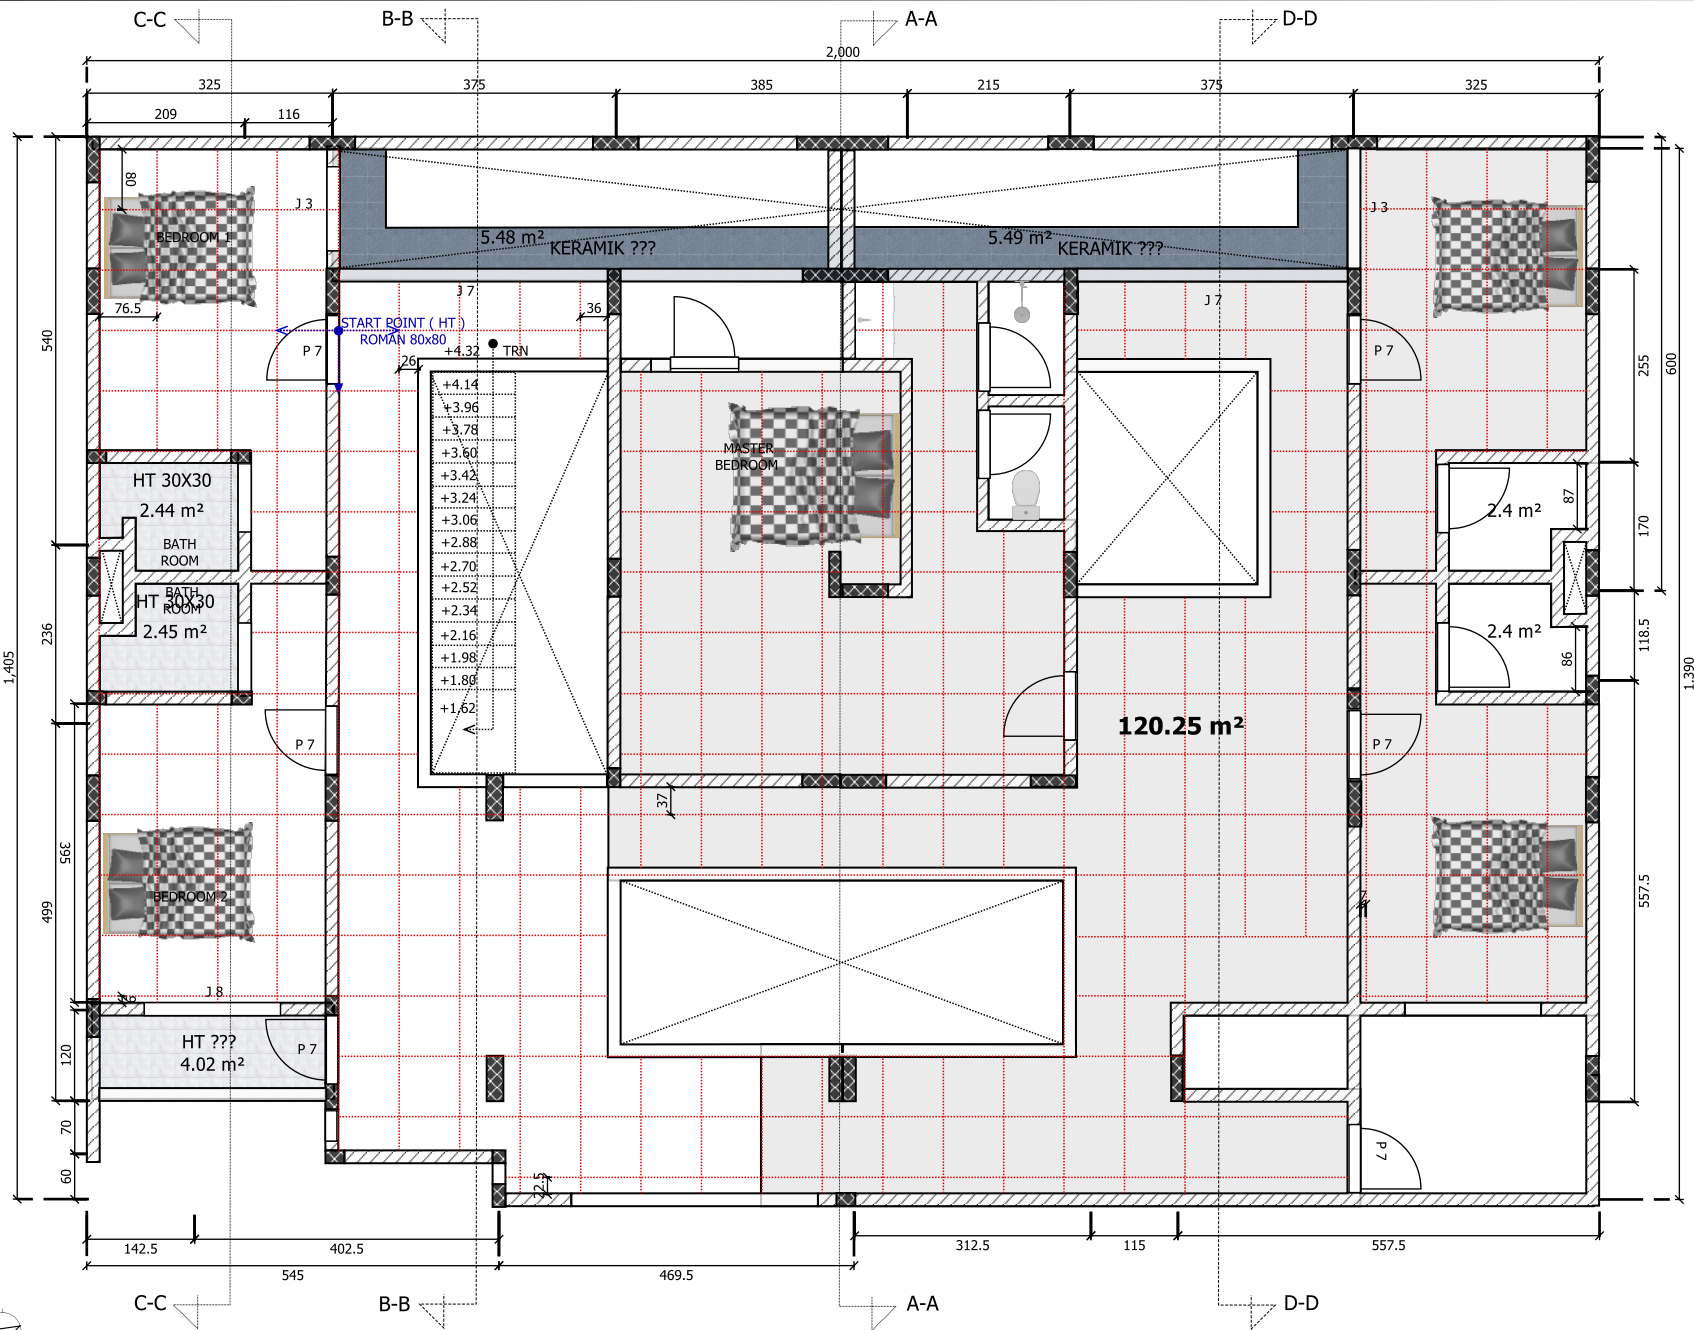 C-C
B-B
A-A
D-D
2,000
325
375
385
215
375
325
209
116
80
J 3
J 3
BEDROOM 1
5.48 m²
KERAMIK ???
5.49 m²
KERAMIK ???
76.5
J 7
36
J 7
START POINT ( HT )
ROMAN 80x80
P 7
+4.32
TRN
26
P 7
540
255
600
+4.14
+3.96
+3.78
+3.60
+3.42
+3.24
+3.06
+2.88
+2.70
+2.52
+2.34
+2.16
+1.98
+1.80
+1.62
MASTER
BEDROOM
HT 30X30
2.44 m²
BATH
ROOM
BATH
ROOM
HT 30X30
2.45 m²
2.4 m²
87
170
2.4 m²
86
118.5
236
1,405
1.390
120.25 m²
P 7
P 7
37
395
499
BEDROOM 2
7
557.5
J 8
6
HT ???
4.02 m²
P 7
120
70
60
22.5
P 7
142.5
402.5
312.5
115
557.5
545
469.5
C-C
B-B
A-A
D-D